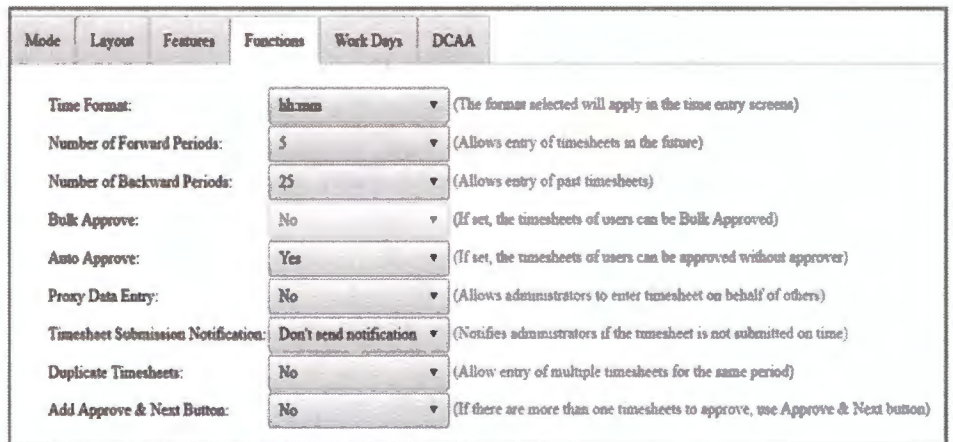 Mode Layout Features Functions Work Days DCAA
Time Format: hh:mm (The format selected will apply in the time entry screens)
Number of Forward Periods: 5 (Allows entry of timesheets in the future)
Number of Backward Periods: 25 (Allows entry of past timesheets)
Bulk Approve: No (If set, the timesheets of users can be Bulk Approved)
Auto Approve: Yes (If set, the timesheets of users can be approved without approver)
Proxy Data Entry: No (Allows administrators to enter timesheet on behalf of others)
Timesheet Submission Notification: Don't send notification (Notifies administrators if the timesheet is not submitted on time)
Duplicate Timesheets: No (Allow entry of multiple timesheets for the same period)
Add Approve & Next Button: No (If there are more than one timesheets to approve, use Approve & Next button)